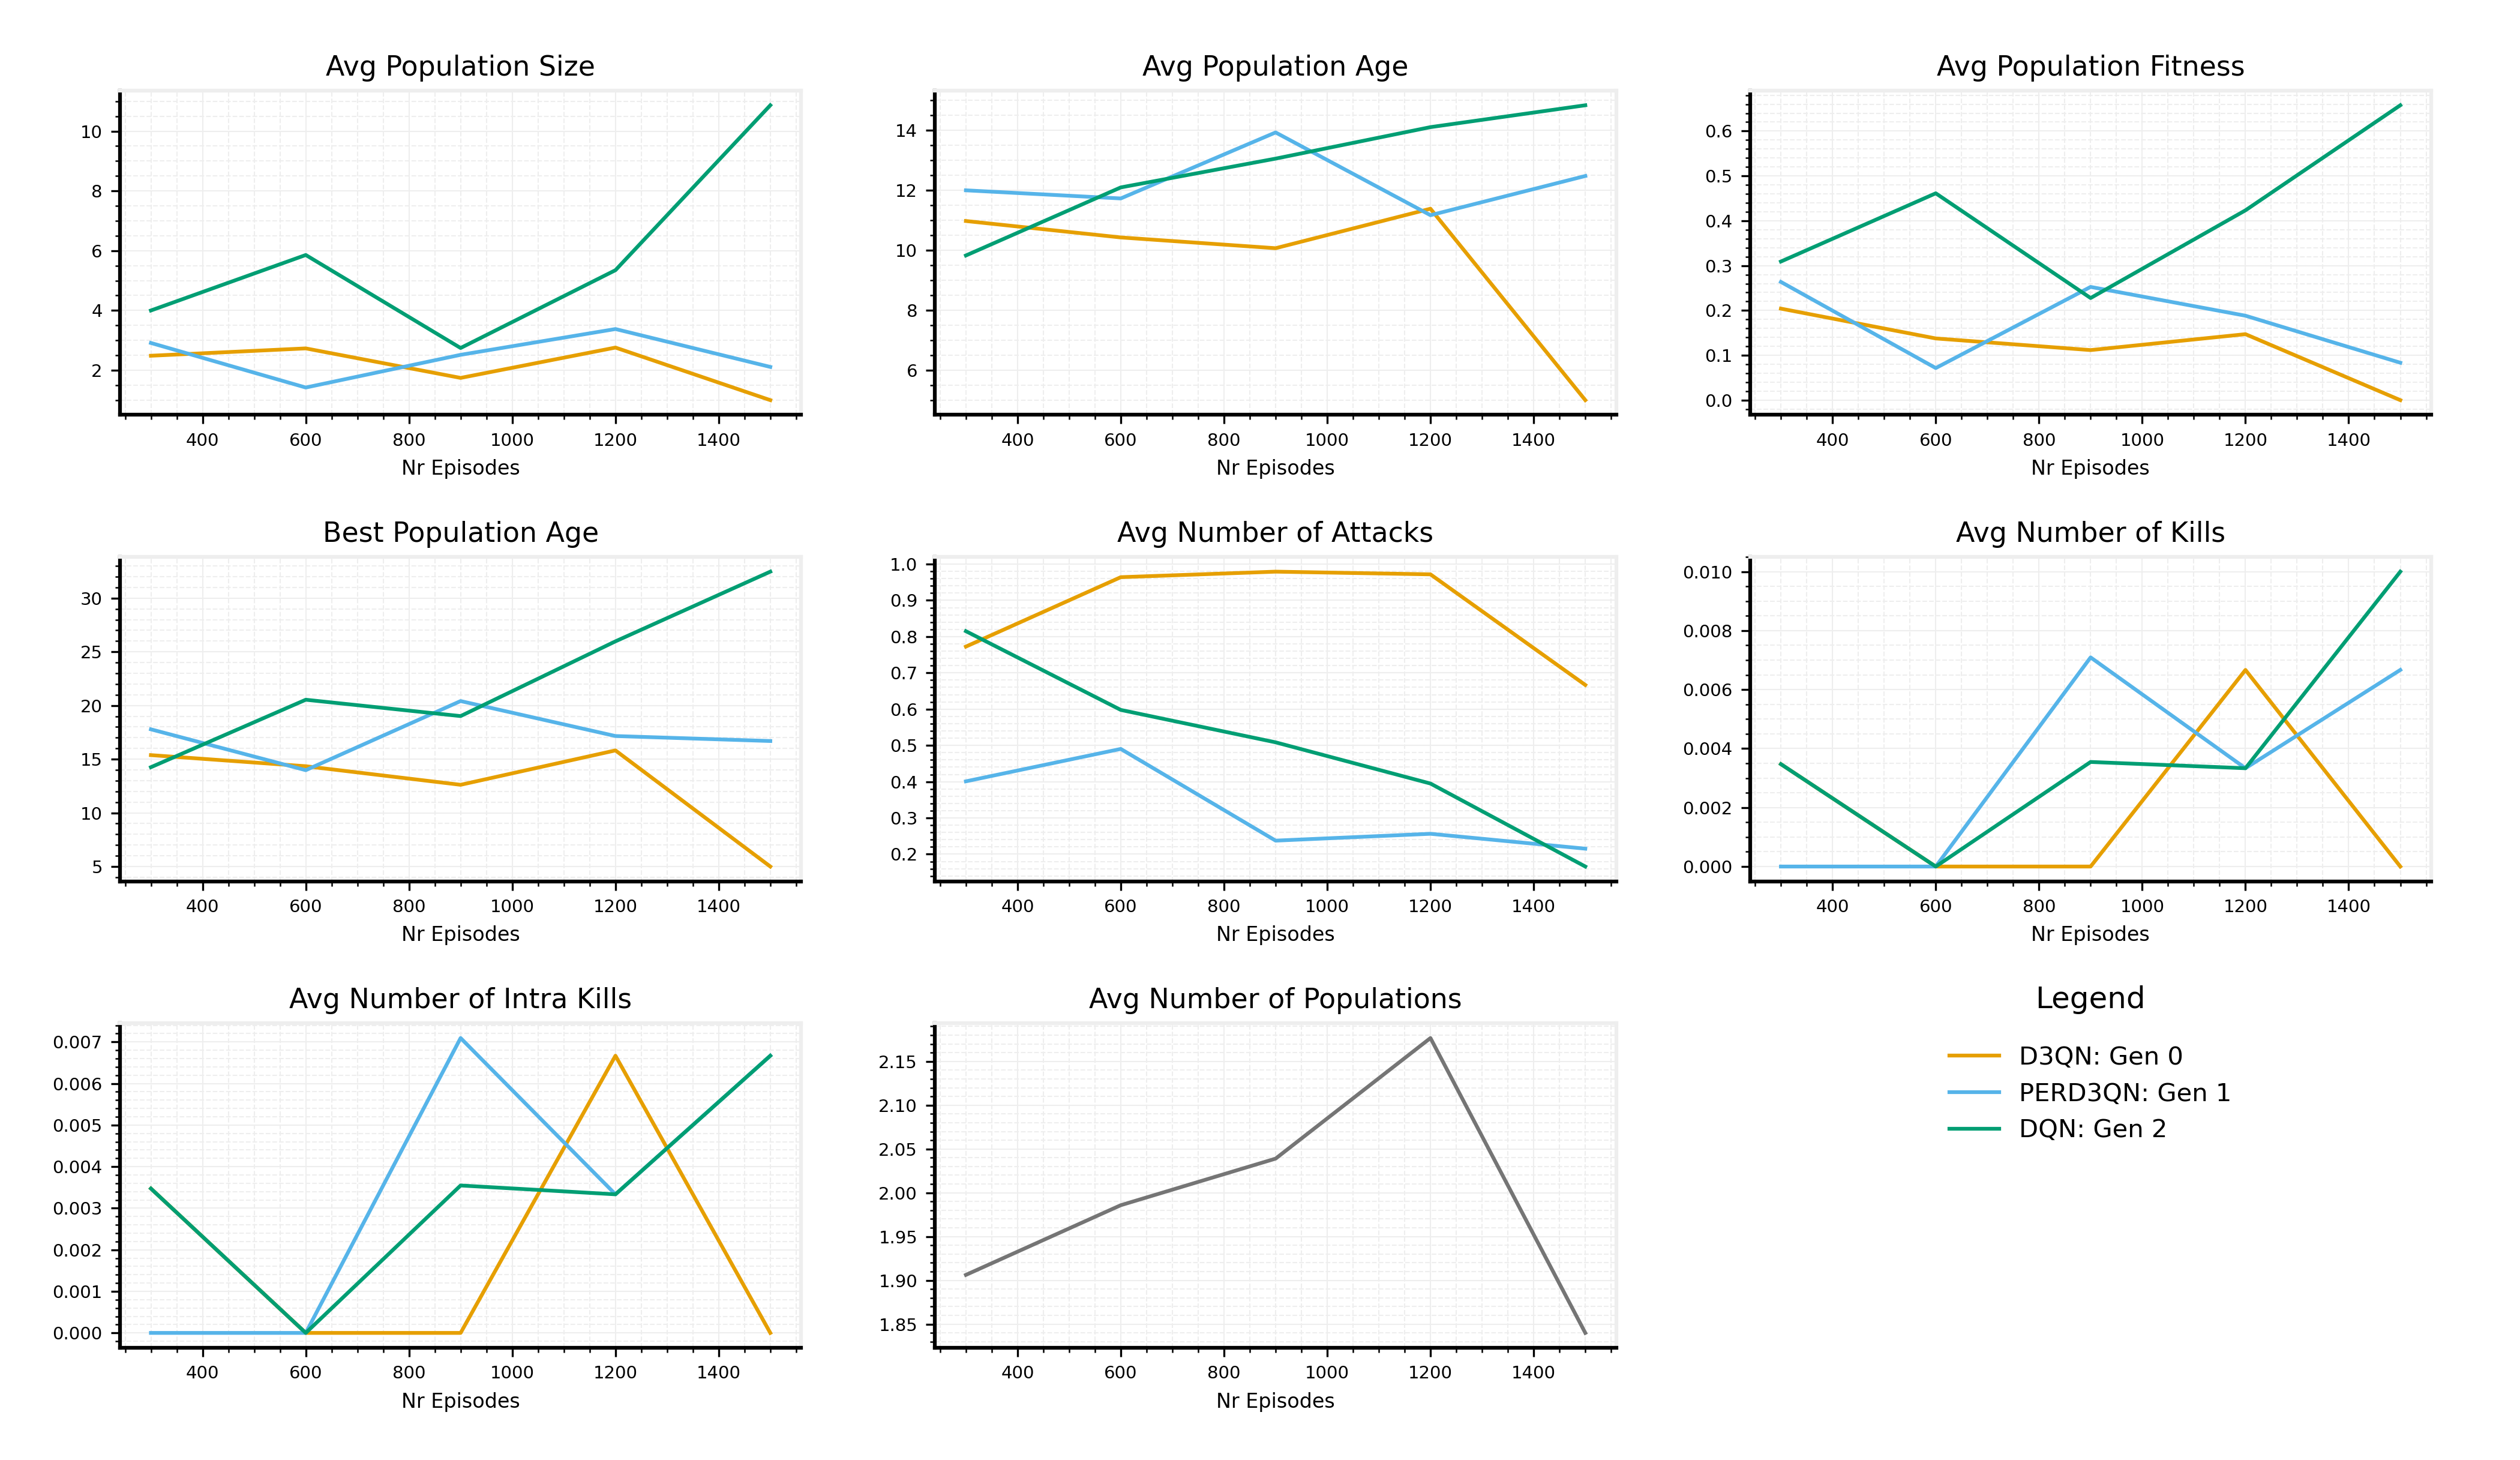 Avg Population Size
10
8
6
4
2
400 600 800 1000 1200 1400
Nr Episodes
Avg Population Age
14
12
10
8
6
400 600 800 1000 1200 1400
Nr Episodes
Avg Population Fitness
0.6
0.5
0.4
0.3
0.2
0.1
0.0
400 600 800 1000 1200 1400
Nr Episodes
Best Population Age
30
25
20
15
10
5
400 600 800 1000 1200 1400
Nr Episodes
Avg Number of Attacks
1.0
0.9
0.8
0.7
0.6
0.5
0.4
0.3
0.2
400 600 800 1000 1200 1400
Nr Episodes
Avg Number of Kills
0.010
0.008
0.006
0.004
0.002
0.000
400 600 800 1000 1200 1400
Nr Episodes
Avg Number of Intra Kills
0.007
0.006
0.005
0.004
0.003
0.002
0.001
0.000
400 600 800 1000 1200 1400
Nr Episodes
Avg Number of Populations
2.15
2.10
2.05
2.00
1.95
1.90
1.85
400 600 800 1000 1200 1400
Nr Episodes
Legend
D3QN: Gen 0
PERD3QN: Gen 1
DQN: Gen 2